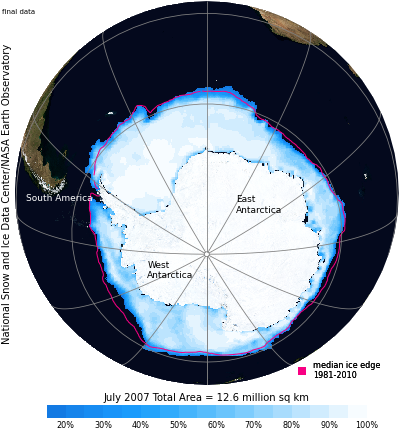 final data
National Snow and Ice Data Center/NASA Earth Observatory
South America
East
Antarctica
West
Antarctica
median ice edge
1981-2010
July 2007 Total Area = 12.6 million sq km
20% 30% 40% 50% 60% 70% 80% 90% 100%